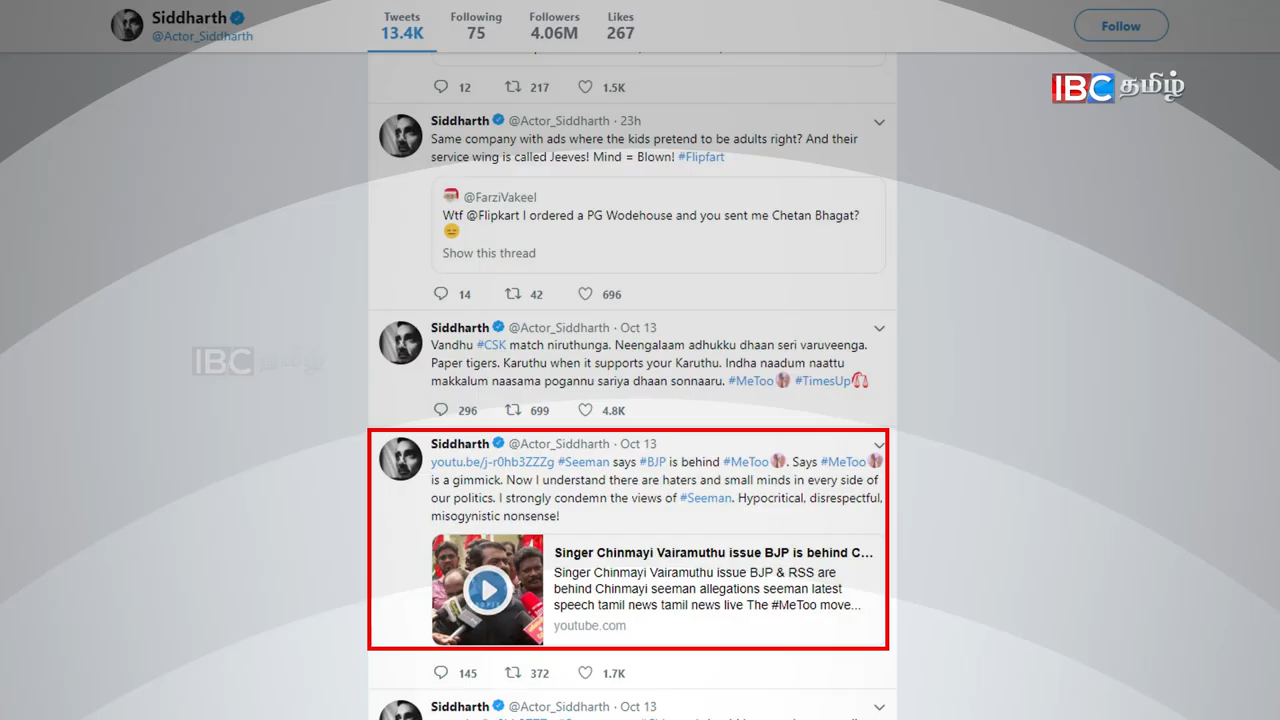 Siddharth
@Actor_Siddharth
Tweets
13.4K
Following
75
Followers
4.06M
Likes
267
Follow
IBC தமிழ்
12 217 1.5K
Siddharth @Actor_Siddharth · 23h
Same company with ads where the kids pretend to be adults right? And their
service wing is called Jeeves! Mind = Blown! #Flipfart
@FarziVakeel
Wtf @Flipkart I ordered a PG Wodehouse and you sent me Chetan Bhagat?
Show this thread
14 42 696
Siddharth @Actor_Siddharth · Oct 13
Vandhu #CSK match niruthunga. Neengalaam adhukku dhaan seri varuveenga.
Paper tigers. Karuthu when it supports your Karuthu. Indha naadum naattu
makkalum naasama pogannu sariya dhaan sonnaaru. #MeToo #TimesUp
IBC தமிழ்
296 699 4.8K
Siddharth @Actor_Siddharth · Oct 13
youtu.be/j-r0hb3ZZZg #Seeman says #BJP is behind #MeToo. Says #MeToo
is a gimmick. Now I understand there are haters and small minds in every side of
our politics. I strongly condemn the views of #Seeman. Hypocritical, disrespectful,
misogynistic nonsense!
Singer Chinmayi Vairamuthu issue BJP is behind C...
Singer Chinmayi Vairamuthu issue BJP & RSS are
behind Chinmayi seeman allegations seeman latest
speech tamil news tamil news live The #MeToo move...
youtube.com
145 372 1.7K
Siddharth @Actor_Siddharth · Oct 13